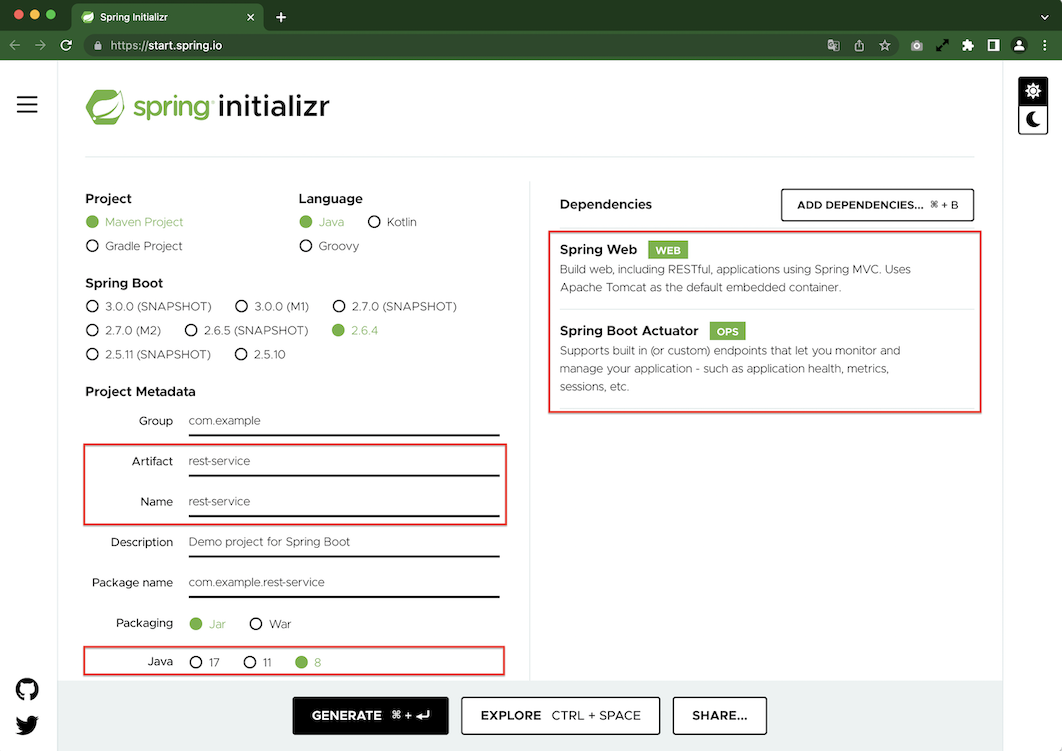 Spring Initializr
https://start.spring.io
spring initializr
Project
Maven Project
Gradle Project
Language
Java Kotlin
Groovy
Spring Boot
3.0.0 (SNAPSHOT) 3.0.0 (M1) 2.7.0 (SNAPSHOT)
2.7.0 (M2) 2.6.5 (SNAPSHOT) 2.6.4
2.5.11 (SNAPSHOT) 2.5.10
Project Metadata
Group com.example
Artifact rest-service
Name rest-service
Description Demo project for Spring Boot
Package name com.example.rest-service
Packaging Jar War
Java 17 11 8
Dependencies ADD DEPENDENCIES... ⌘ + B
Spring Web WEB
Build web, including RESTful, applications using Spring MVC. Uses
Apache Tomcat as the default embedded container.
Spring Boot Actuator OPS
Supports built in (or custom) endpoints that let you monitor and
manage your application - such as application health, metrics,
sessions, etc.
GENERATE ⌘ + ⏎ EXPLORE CTRL + SPACE SHARE...